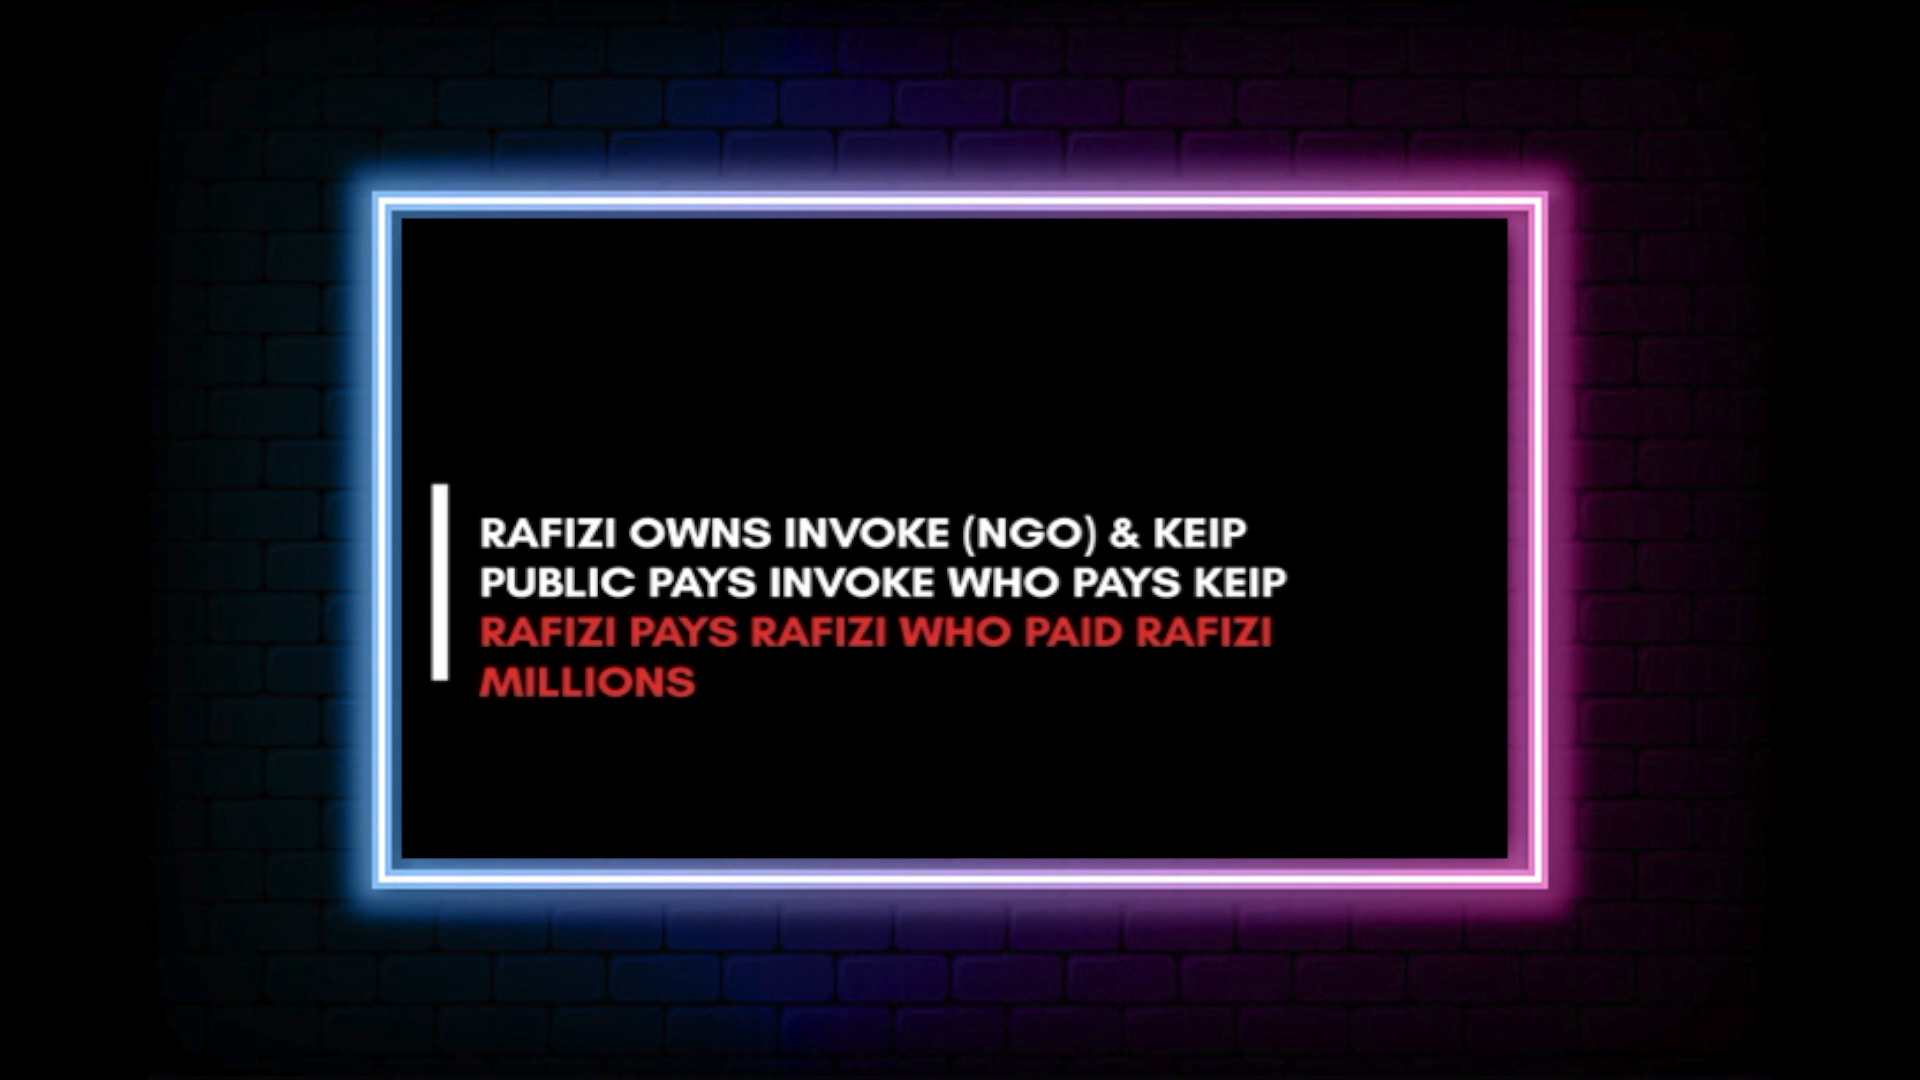 RAFIZI OWNS INVOKE (NGO) & KEIP
PUBLIC PAYS INVOKE WHO PAYS KEIP
RAFIZI PAYS RAFIZI WHO PAID RAFIZI
MILLIONS